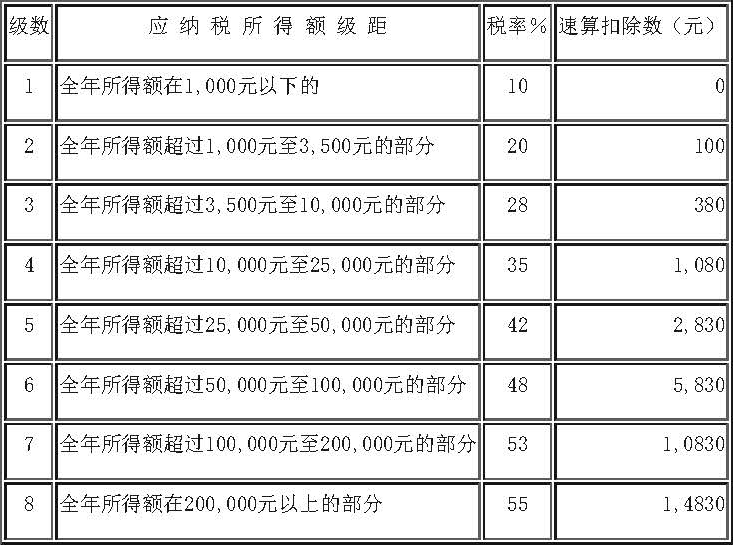 级数 应 纳 税 所 得 额 级 距 税率% 速算扣除数（元）
1 全年所得额在1,000元以下的 10 0
2 全年所得额超过1,000元至3,500元的部分 20 100
3 全年所得额超过3,500元至10,000元的部分 28 380
4 全年所得额超过10,000元至25,000元的部分 35 1,080
5 全年所得额超过25,000元至50,000元的部分 42 2,830
6 全年所得额超过50,000元至100,000元的部分 48 5,830
7 全年所得额超过100,000元至200,000元的部分 53 1,0830
8 全年所得额在200,000元以上的部分 55 1,4830